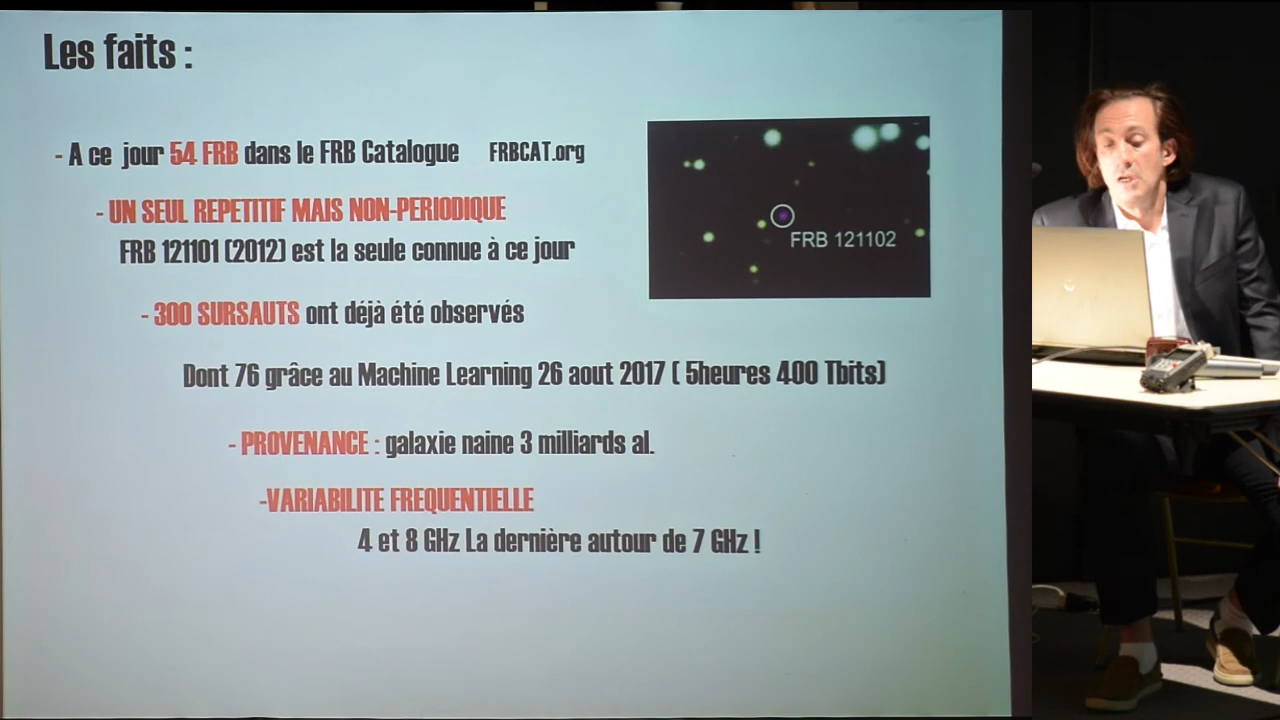 Les faits :
- A ce jour 54 FRB dans le FRB Catalogue FRBCAT.org
- UN SEUL REPETITIF MAIS NON-PERIODIQUE
FRB 121101 (2012) est la seule connue à ce jour
FRB 121102
- 300 SURSAUTS ont déjà été observés
Dont 76 grâce au Machine Learning 26 aout 2017 ( 5heures 400 Tbits)
- PROVENANCE : galaxie naine 3 milliards al.
-VARIABILITE FREQUENTIELLE
4 et 8 GHz La dernière autour de 7 GHz !